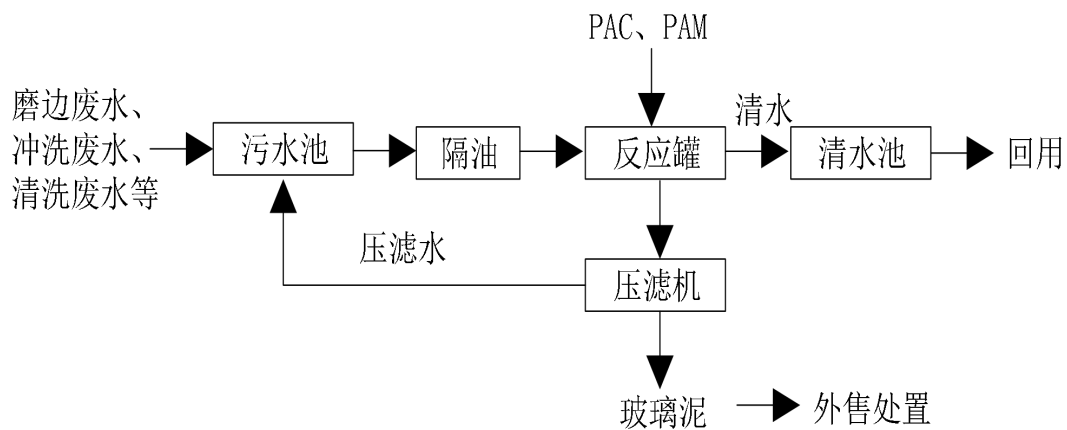 PAC、PAM
磨边废水、
冲洗废水、
清洗废水等
污水池
隔油
反应罐
清水
清水池
回用
压滤水
压滤机
玻璃泥
外售处置